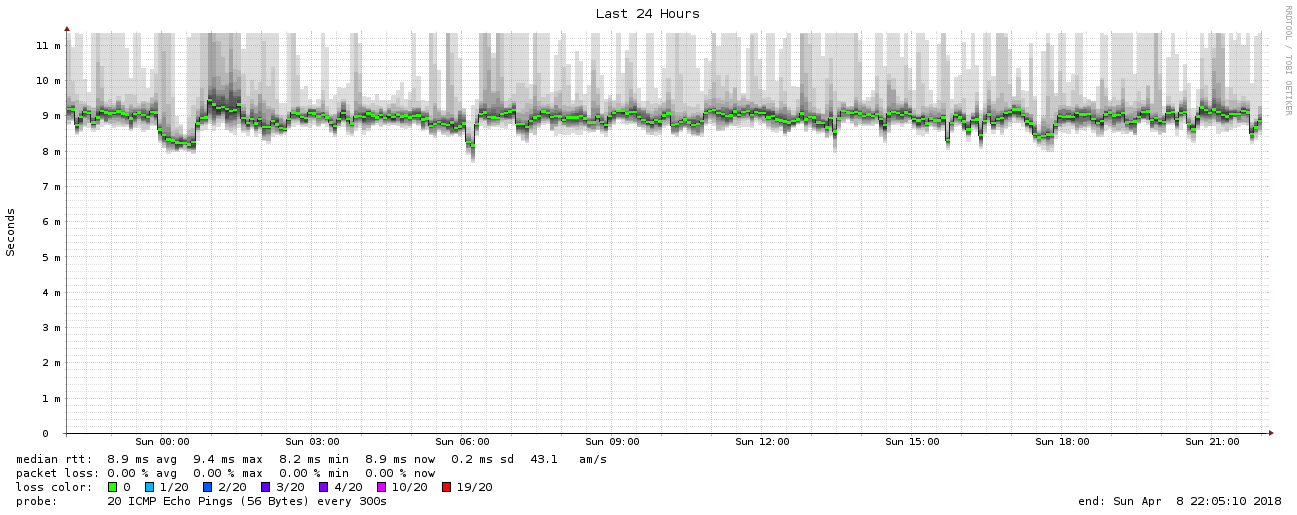 Last 24 Hours
RRDTOOL / TOBI OETIKER
Seconds
11 m
10 m
9 m
8 m
7 m
6 m
5 m
4 m
3 m
2 m
1 m
0
Sun 00:00 Sun 03:00 Sun 06:00 Sun 09:00 Sun 12:00 Sun 15:00 Sun 18:00 Sun 21:00
median rtt: 8.9 ms avg 9.4 ms max 8.2 ms min 8.9 ms now 0.2 ms sd 43.1 am/s
packet loss: 0.00 % avg 0.00 % max 0.00 % min 0.00 % now
loss color: 0 1/20 2/20 3/20 4/20 10/20 19/20
probe: 20 ICMP Echo Pings (56 Bytes) every 300s end: Sun Apr 8 22:05:10 2018